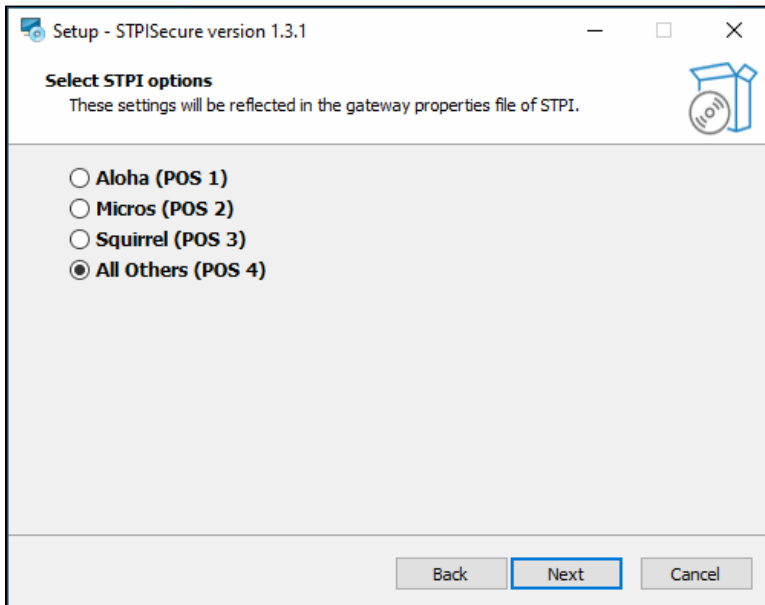 Setup - STPISecure version 1.3.1
Select STPI options
These settings will be reflected in the gateway properties file of STPI.
Aloha (POS 1)
Micros (POS 2)
Squirrel (POS 3)
All Others (POS 4)
Back Next Cancel